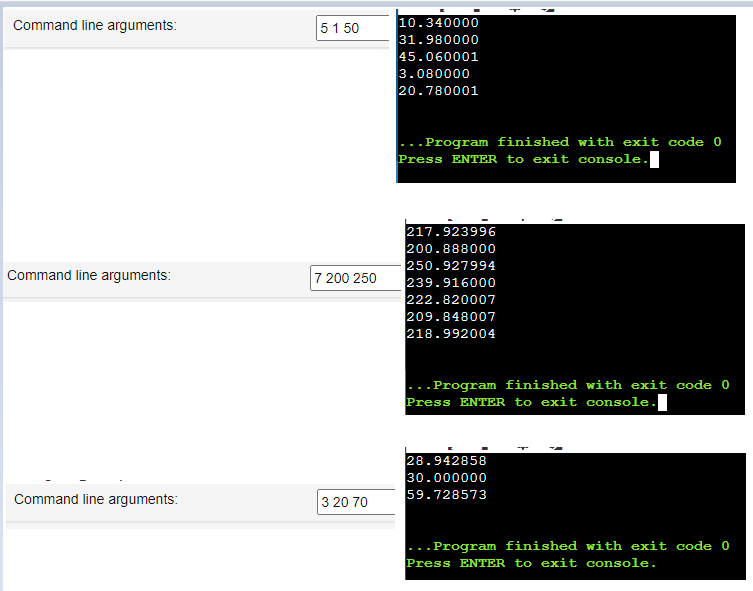 Command line arguments: 5 1 50
10.340000
31.980000
45.060001
3.080000
20.780001
...Program finished with exit code 0
Press ENTER to exit console.
Command line arguments: 7 200 250
217.923996
200.888000
250.927994
239.916000
222.820007
209.848007
218.992004
...Program finished with exit code 0
Press ENTER to exit console.
Command line arguments: 3 20 70
28.942858
30.000000
59.728573
...Program finished with exit code 0
Press ENTER to exit console.